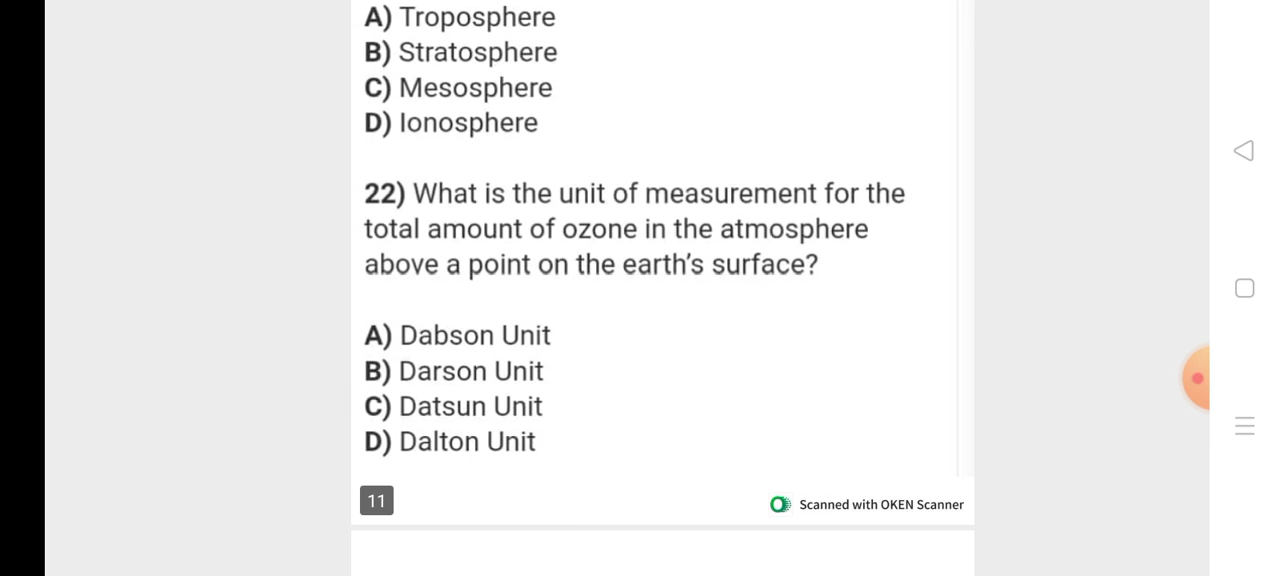 A) Troposphere
B) Stratosphere
C) Mesosphere
D) Ionosphere
22) What is the unit of measurement for the
total amount of ozone in the atmosphere
above a point on the earth’s surface?
A) Dabson Unit
B) Darson Unit
C) Datsun Unit
D) Dalton Unit
11
Scanned with OKEN Scanner